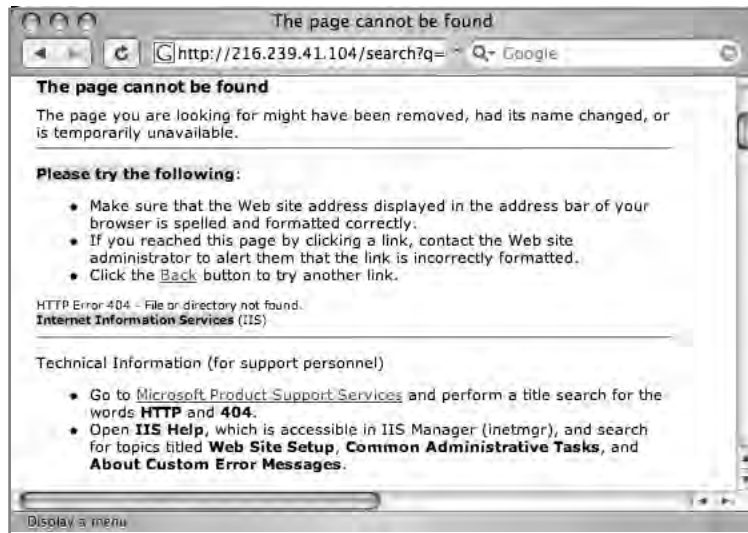 The page cannot be found
Ghttp://216.239.41.104/search?q=
Google
The page cannot be found
The page you are looking for might have been removed, had its name changed, or
is temporarily unavailable.
Please try the following:
• Make sure that the Web site address displayed in the address bar of your
browser is spelled and formatted correctly.
• If you reached this page by clicking a link, contact the Web site
administrator to alert them that the link is incorrectly formatted.
• Click the Back button to try another link.
HTTP Error 404 - File or directory not found.
Internet Information Services (IIS)
Technical Information (for support personnel)
• Go to Microsoft Product Support Services and perform a title search for the
words HTTP and 404.
• Open IIS Help, which is accessible in IIS Manager (inetmgr), and search
for topics titled Web Site Setup, Common Administrative Tasks, and
About Custom Error Messages.
Display a menu